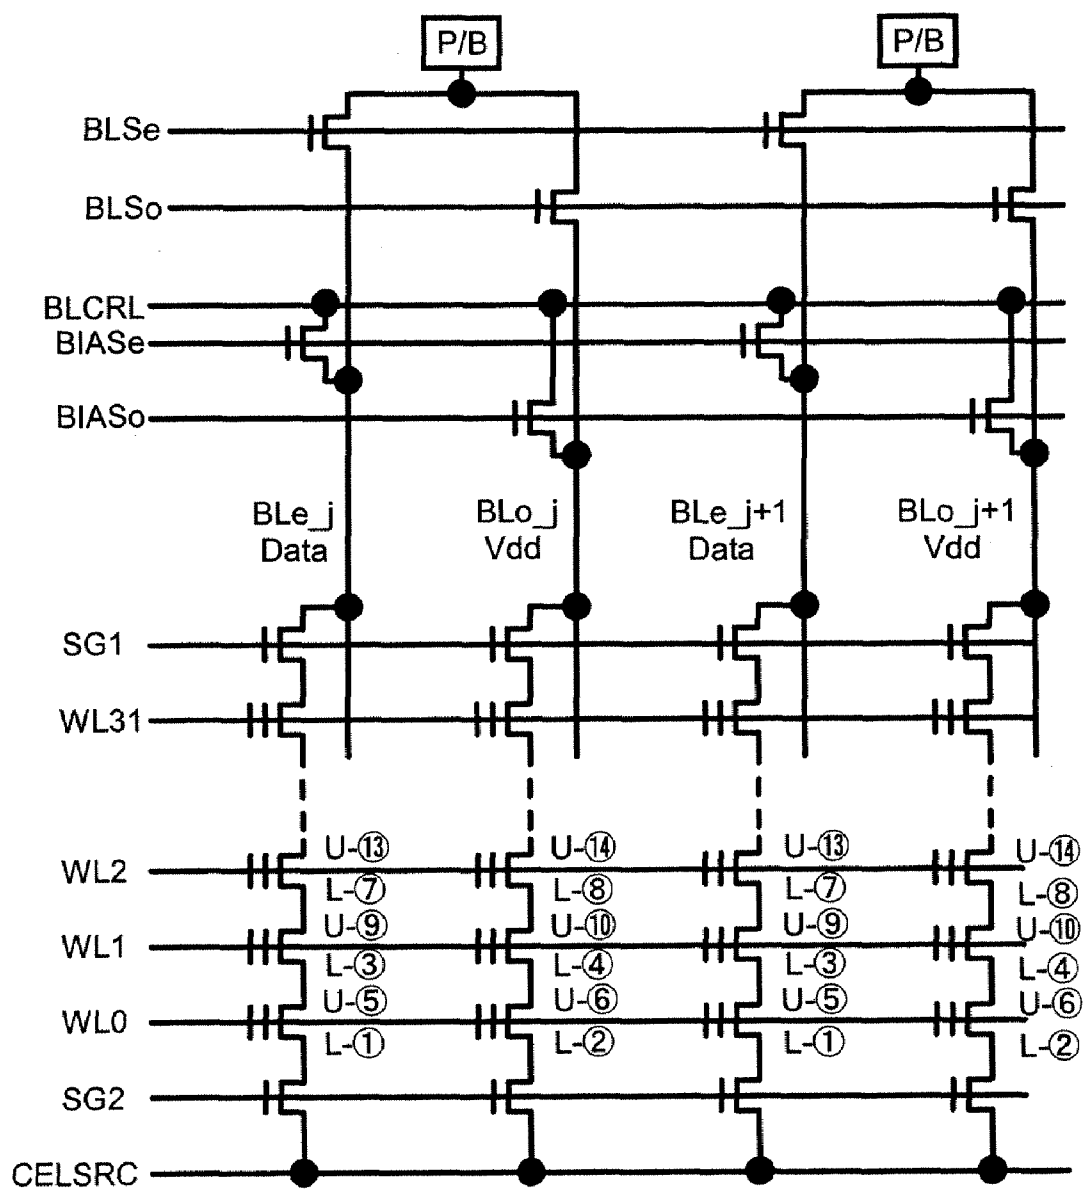 P/B P/B
BLSe
BLSo
BLCRL
BIASe
BIASo
BLe_j BLo_j BLe_j+1 BLo_j+1
Data Vdd Data Vdd
SG1
WL31
U-⑬ U-⑭ U-⑬ U-⑭
WL2
L-⑦ L-⑧ L-⑦ L-⑧
U-⑨ U-⑩ U-⑨ U-⑩
WL1
L-③ L-④ L-③ L-④
U-⑤ U-⑥ U-⑤ U-⑥
WL0
L-① L-② L-① L-②
SG2
CELSRC